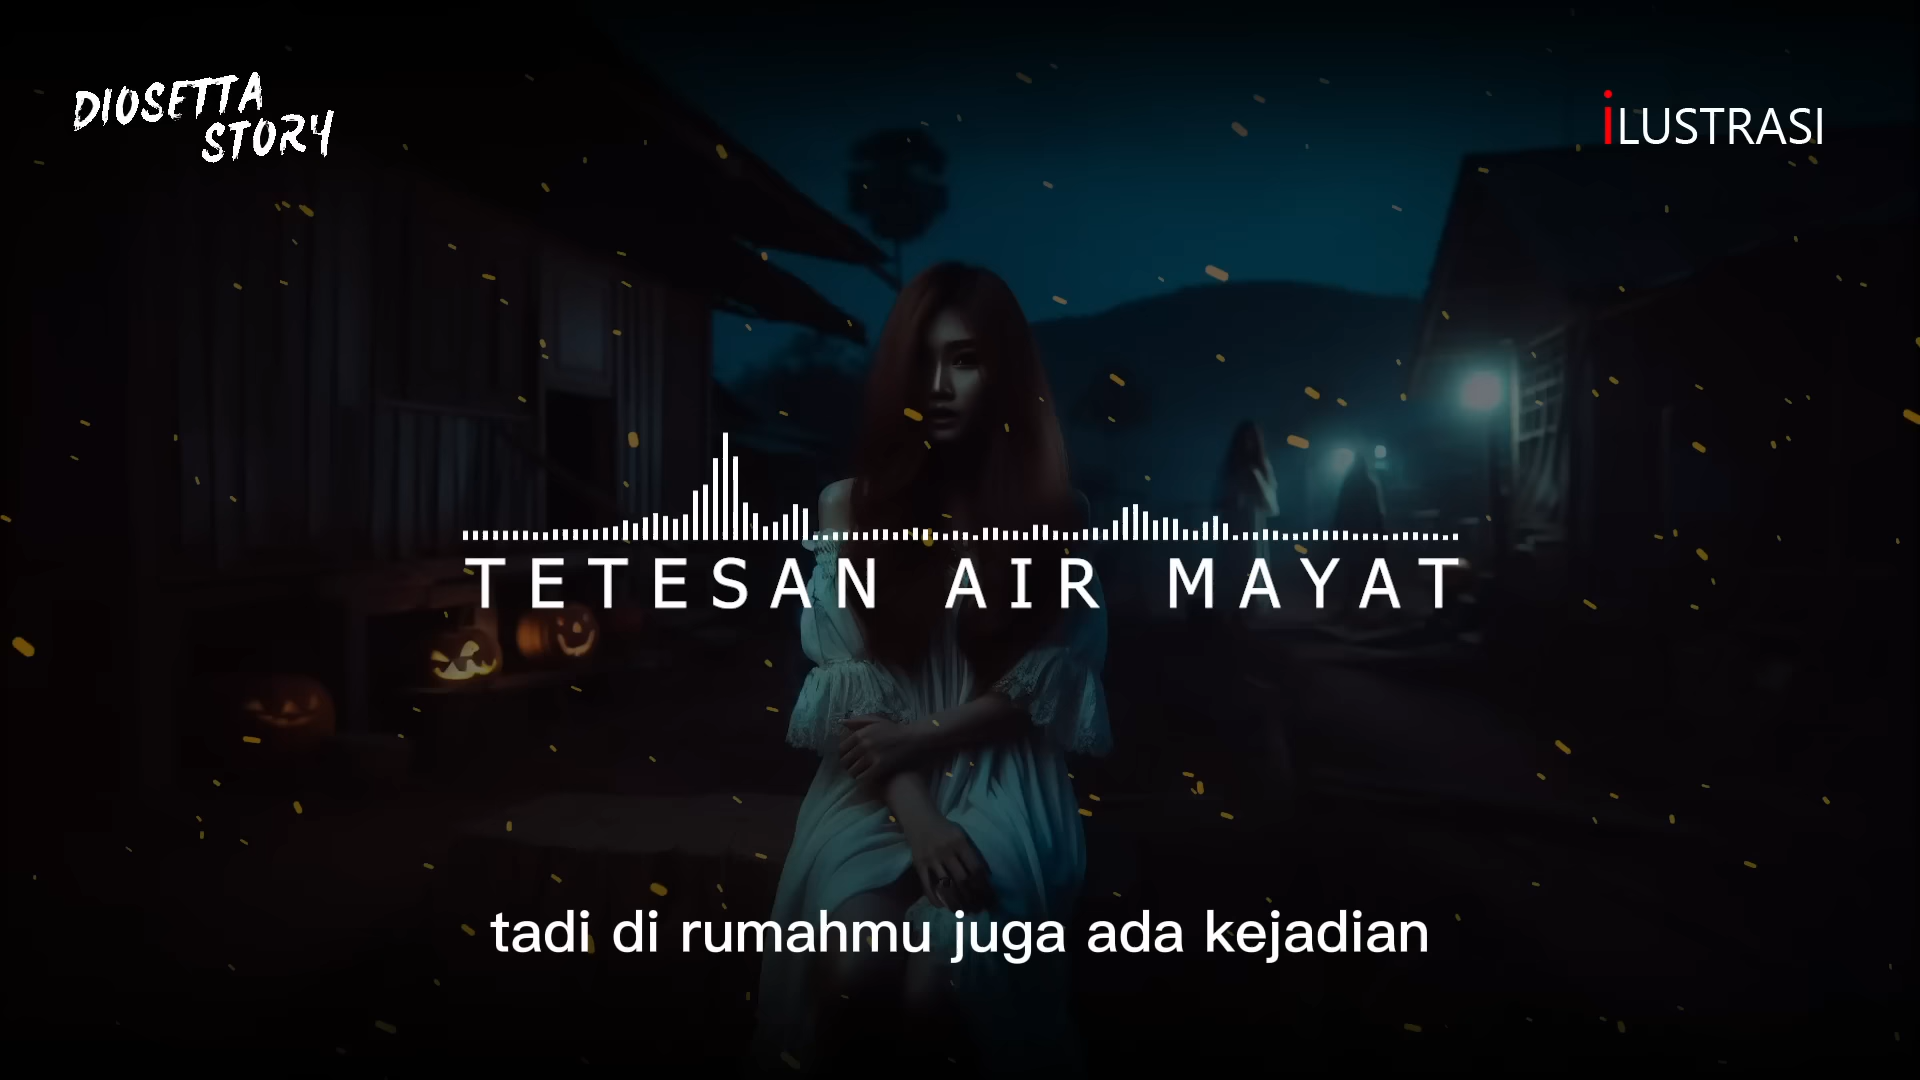 DIOSETTA
STORY
iLUSTRASI
TETESAN AIR MAYAT
tadi di rumahmu juga ada kejadian